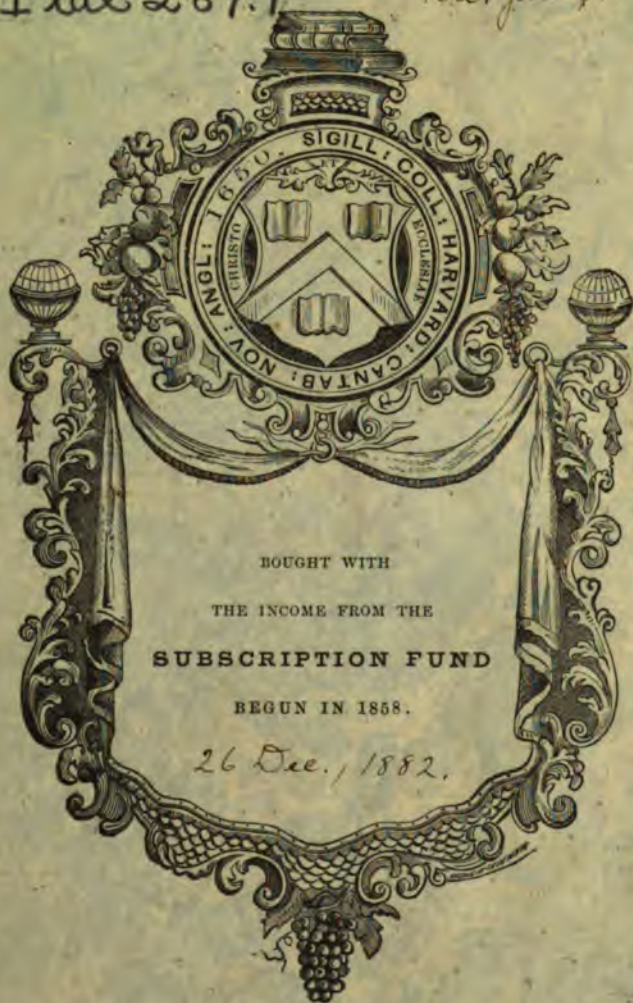 SIGILL: COLL: HARVARD: CANTAB: NOV: ANGL: 1650.
CHRISTO
ECCLESIAE
BOUGHT WITH
THE INCOME FROM THE
SUBSCRIPTION FUND
BEGUN IN 1858.
26 Dec., 1882.